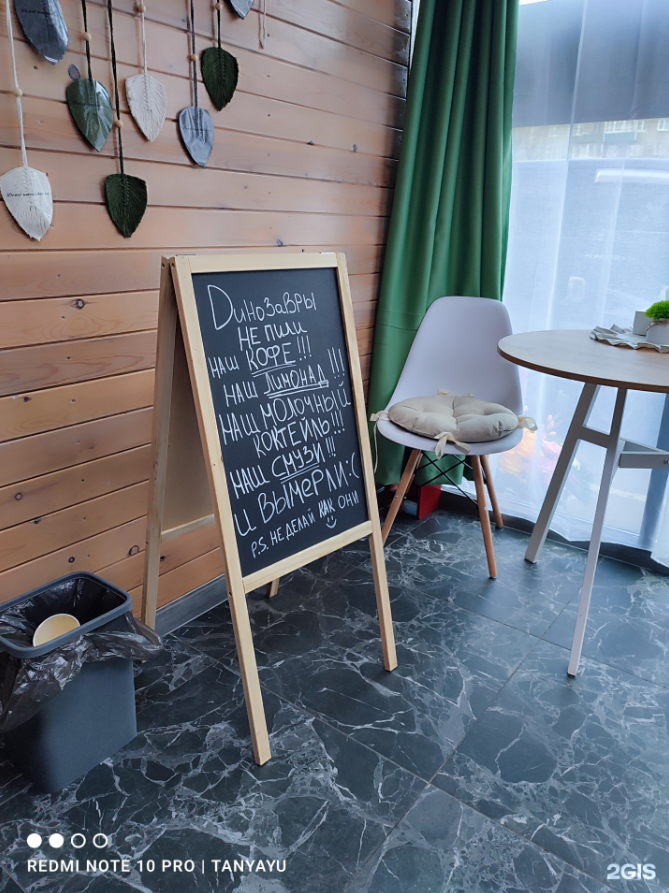 Динозавры
не пили
наш кофе!!!
наш лимонад!!!
наш молочный
коктейль!!!
наш смузи!!!
и вымерли:(
P.S. не делай как они
REDMI NOTE 10 PRO | TANYAYU
2GIS